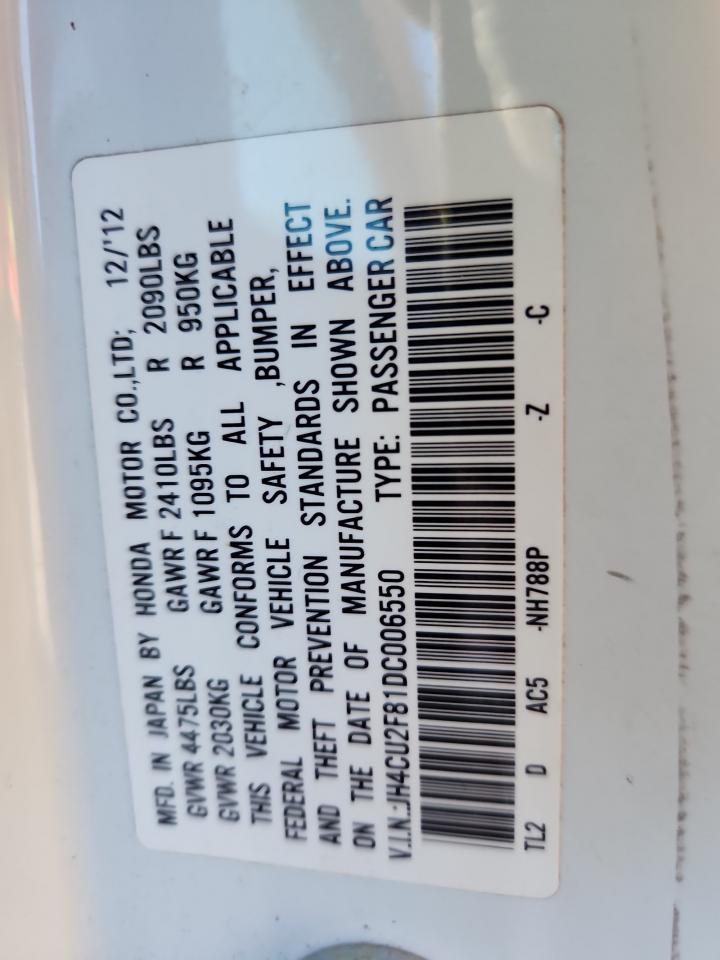 MFD. IN JAPAN BY HONDA MOTOR CO.,LTD; 12/'12
GVWR 4475LBS GAWR F 2410LBS R 2090LBS
GVWR 2030KG GAWR F 1095KG R 950KG
THIS VEHICLE CONFORMS TO ALL APPLICABLE
FEDERAL MOTOR VEHICLE SAFETY ,BUMPER,
AND THEFT PREVENTION STANDARDS IN EFFECT
ON THE DATE OF MANUFACTURE SHOWN ABOVE.
V.I.N.:JH4CU2F81DC006550 TYPE: PASSENGER CAR
TL2 D AC5 -NH788P -Z -C